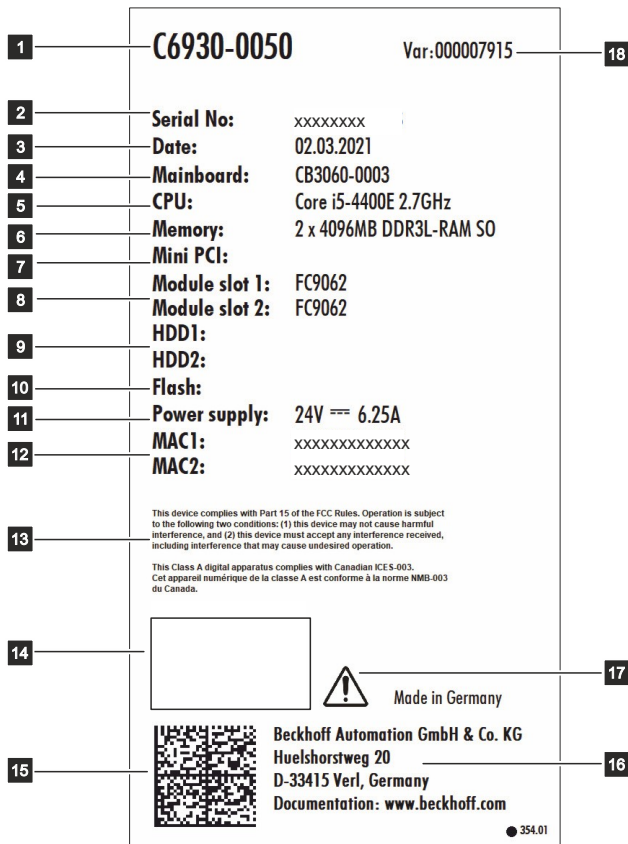 1 C6930-0050 Var:000007915 18
2 Serial No: xxxxxxxx
3 Date: 02.03.2021
4 Mainboard: CB3060-0003
5 CPU: Core i5-4400E 2.7GHz
6 Memory: 2 x 4096MB DDR3L-RAM SO
7 Mini PCI:
8 Module slot 1: FC9062
Module slot 2: FC9062
9 HDD1:
HDD2:
10 Flash:
11 Power supply: 24V ⎓ 6.25A
12 MAC1: xxxxxxxxxxxxx
MAC2: xxxxxxxxxxxxx
This device complies with Part 15 of the FCC Rules. Operation is subject
to the following two conditions: (1) this device may not cause harmful
13 interference, and (2) this device must accept any interference received,
including interference that may cause undesired operation.
This Class A digital apparatus complies with Canadian ICES-003.
Cet appareil numérique de la classe A est conforme à la norme NMB-003
du Canada.
14 17
Made in Germany
Beckhoff Automation GmbH & Co. KG
15 Huelshorstweg 20 16
D-33415 Verl, Germany
Documentation: www.beckhoff.com
354.01